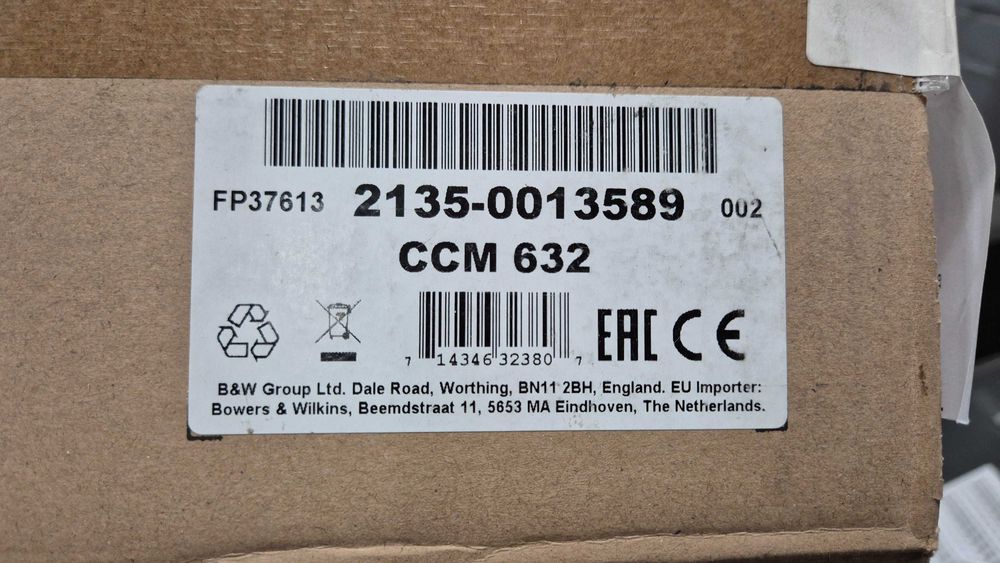 FP37613 2135-0013589 002
CCM 632
EAC CE
7 14346 32380 7
B&W Group Ltd. Dale Road, Worthing, BN11 2BH, England. EU Importer:
Bowers & Wilkins, Beemdstraat 11, 5653 MA Eindhoven, The Netherlands.